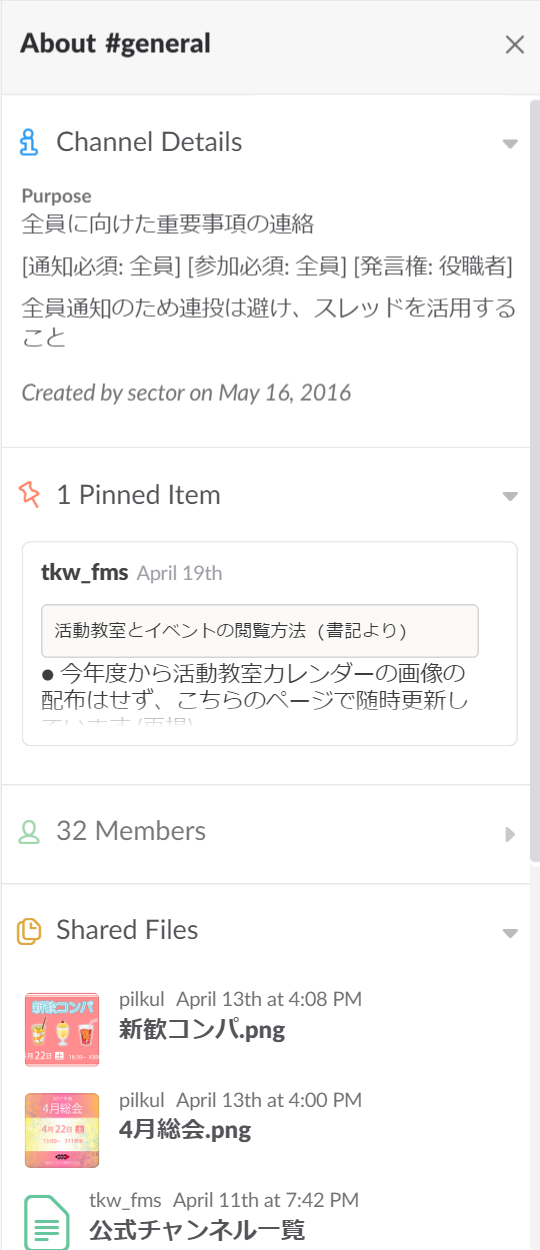 About #general
Channel Details
Purpose
全員に向けた重要事項の連絡
[通知必須: 全員] [参加必須: 全員] [発言権: 役職者]
全員通知のため連投は避け、スレッドを活用する
こと
Created by sector on May 16, 2016
1 Pinned Item
tkw_fms April 19th
活動教室とイベントの閲覧方法 (書記より)
● 今年度から活動教室カレンダーの画像の
配布はせず、こちらのページで随時更新し
ています(再掲)
32 Members
Shared Files
pilkul April 13th at 4:08 PM
新歓コンパ.png
新歓コンパ
4月22日 土
pilkul April 13th at 4:00 PM
4月総会.png
4月総会
4月22日 土
tkw_fms April 11th at 7:42 PM
公式チャンネル一覧